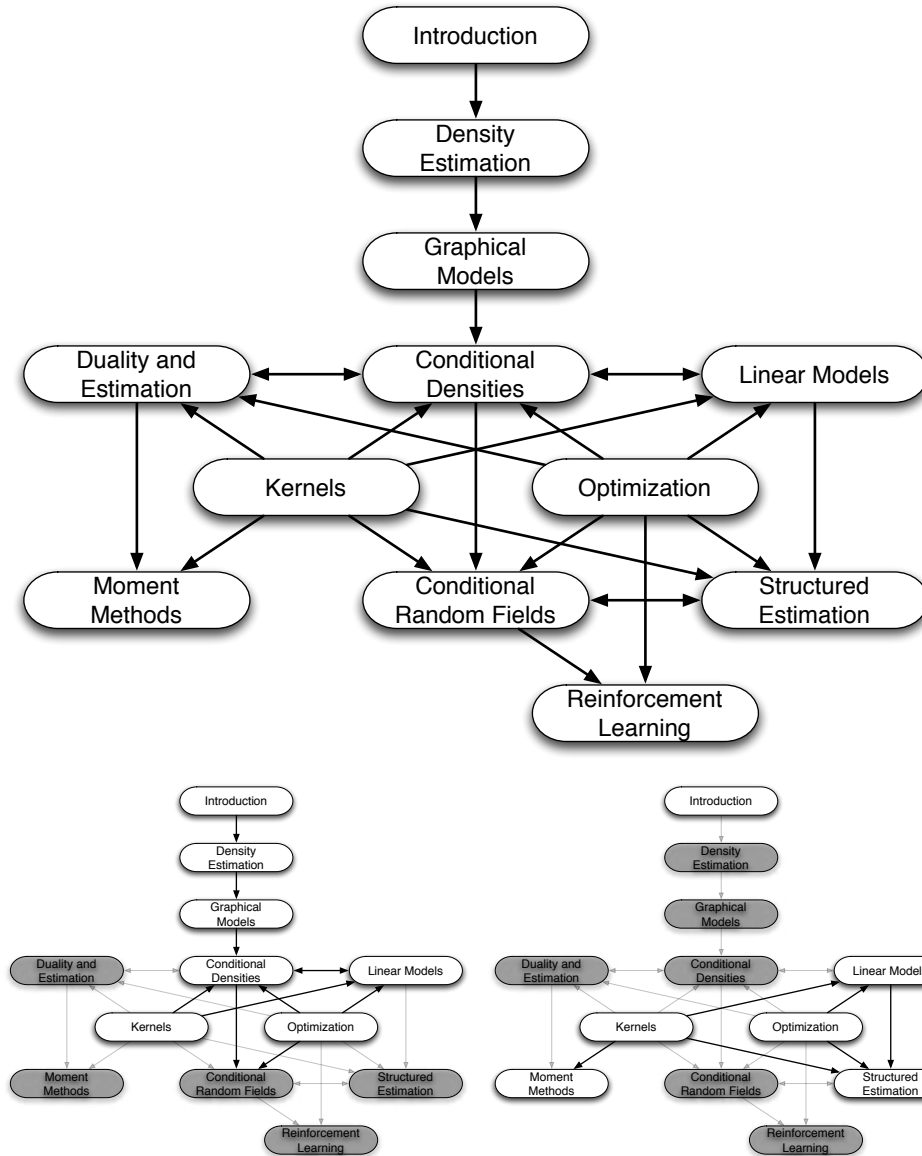 Introduction
Density
Estimation
Graphical
Models
Duality and
Estimation
Conditional
Densities
Linear Models
Kernels
Optimization
Moment
Methods
Conditional
Random Fields
Structured
Estimation
Reinforcement
Learning
Introduction
Density
Estimation
Graphical
Models
Duality and
Estimation
Conditional
Densities
Linear Models
Kernels
Optimization
Moment
Methods
Conditional
Random Fields
Structured
Estimation
Reinforcement
Learning
Introduction
Density
Estimation
Graphical
Models
Duality and
Estimation
Conditional
Densities
Linear Models
Kernels
Optimization
Moment
Methods
Conditional
Random Fields
Structured
Estimation
Reinforcement
Learning